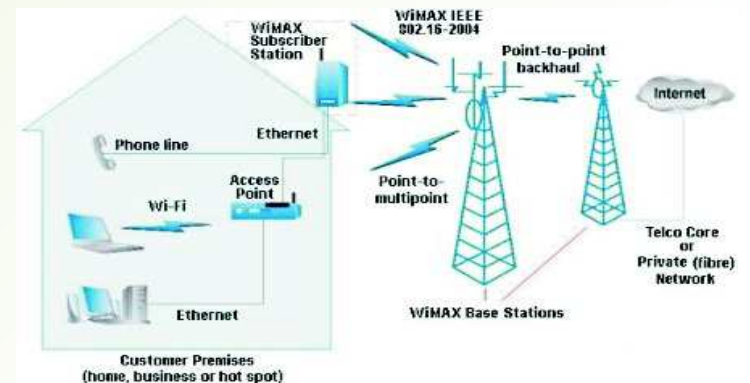 WiMAX
Subscriber
Station
WiMAX IEEE
802.16-2004
Point-to-point
backhaul
Internet
Ethernet
Phone line
Access
Point
Wi-Fi
Point-to-
multipoint
Telco Core
or
Private (fibre)
Network
Ethernet
WiMAX Base Stations
Customer Premises
(home, business or hot spot)